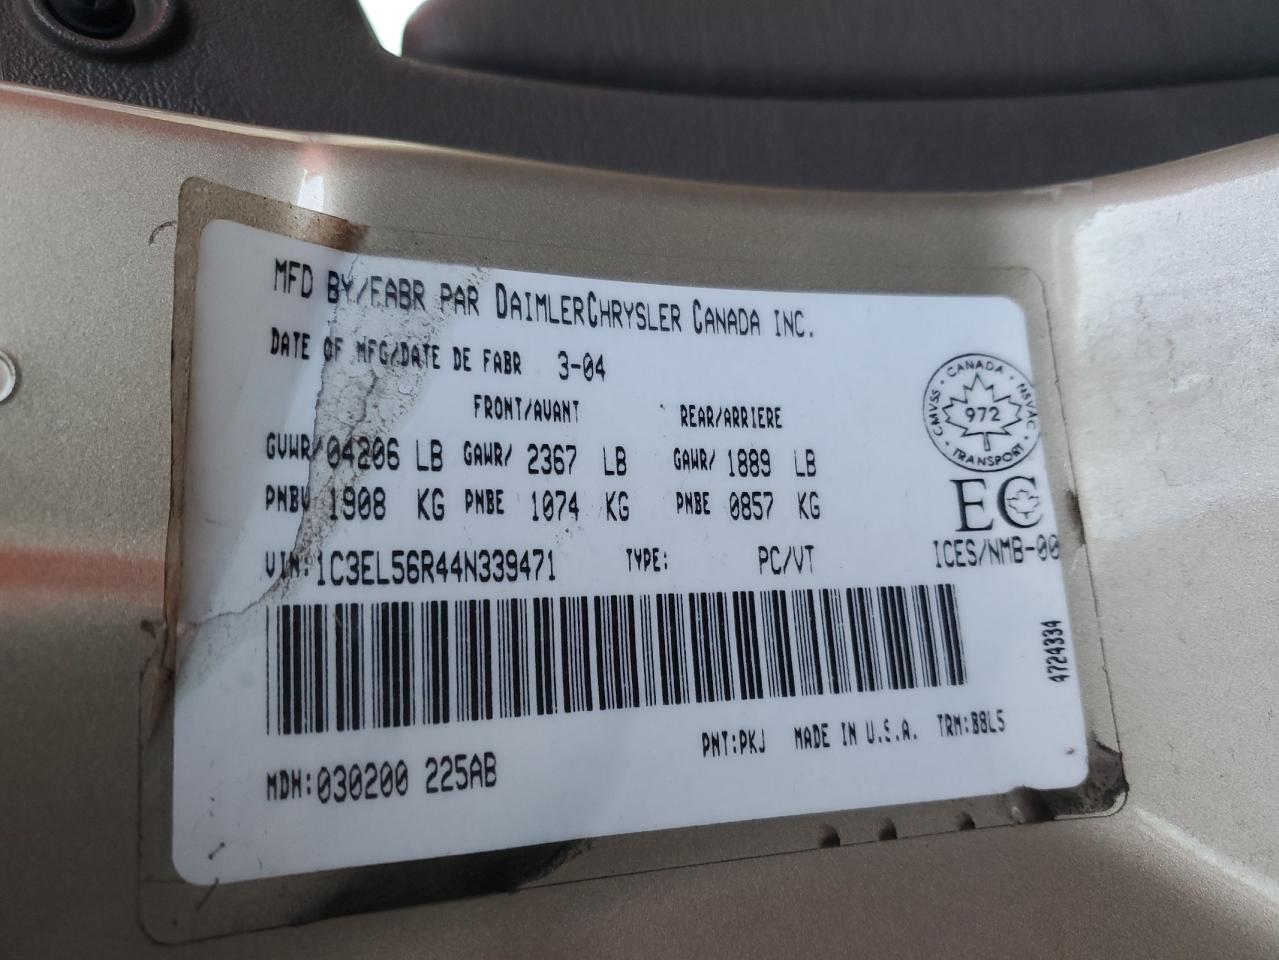 MFD BY/FABR PAR DAIMLERCHRYSLER CANADA INC.
DATE OF MFG/DATE DE FABR 3-04
FRONT/AVANT REAR/ARRIERE
GVWR/04206 LB GAWR/ 2367 LB GAWR/ 1889 LB
PNBV 1908 KG PNBE 1074 KG PNBE 0857 KG
VIN:1C3EL56R44N339471 TYPE: PC/VT
CANADA · NSVAC · TRANSPORT · CMVSS ·
972
EC
ICES/NMB-00
4724334
PNT:PKJ MADE IN U.S.A. TRM:B8L5
MDH:030200 225AB